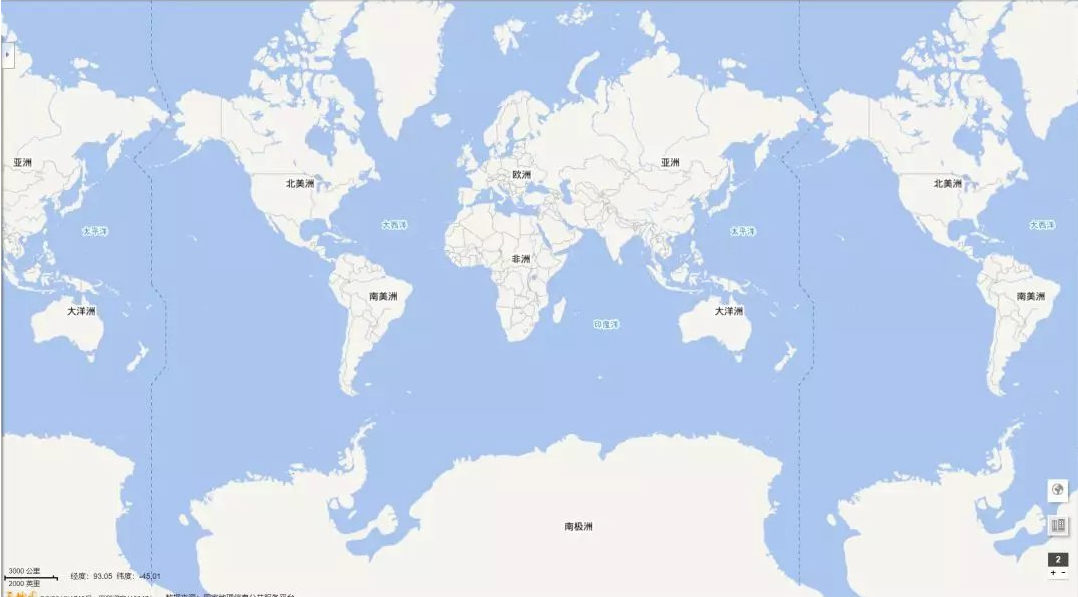 亚洲
欧洲
亚洲
北美洲
北美洲
太平洋
大西洋
太平洋
大西洋
非洲
南美洲
南美洲
大洋洲
大洋洲
印度洋
南极洲
2
+ -
3000 公里
经度：93.05 纬度：-45.01
2000 英里